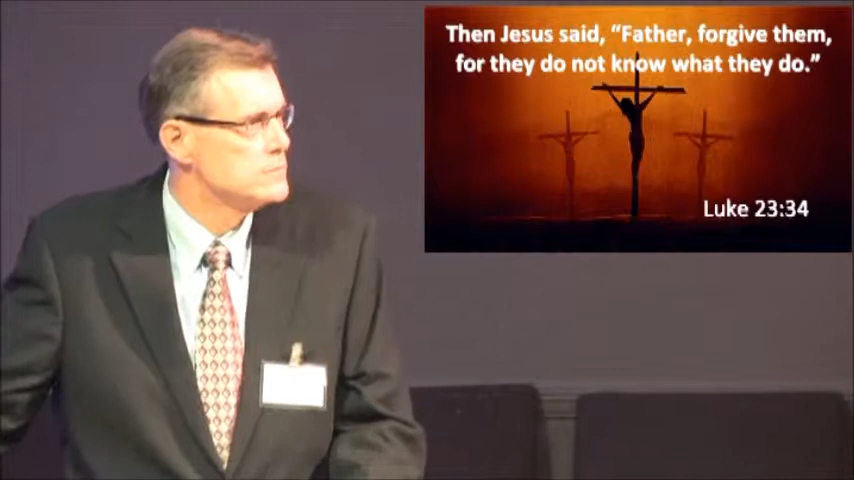 Then Jesus said, “Father, forgive them,
for they do not know what they do.”
Luke 23:34